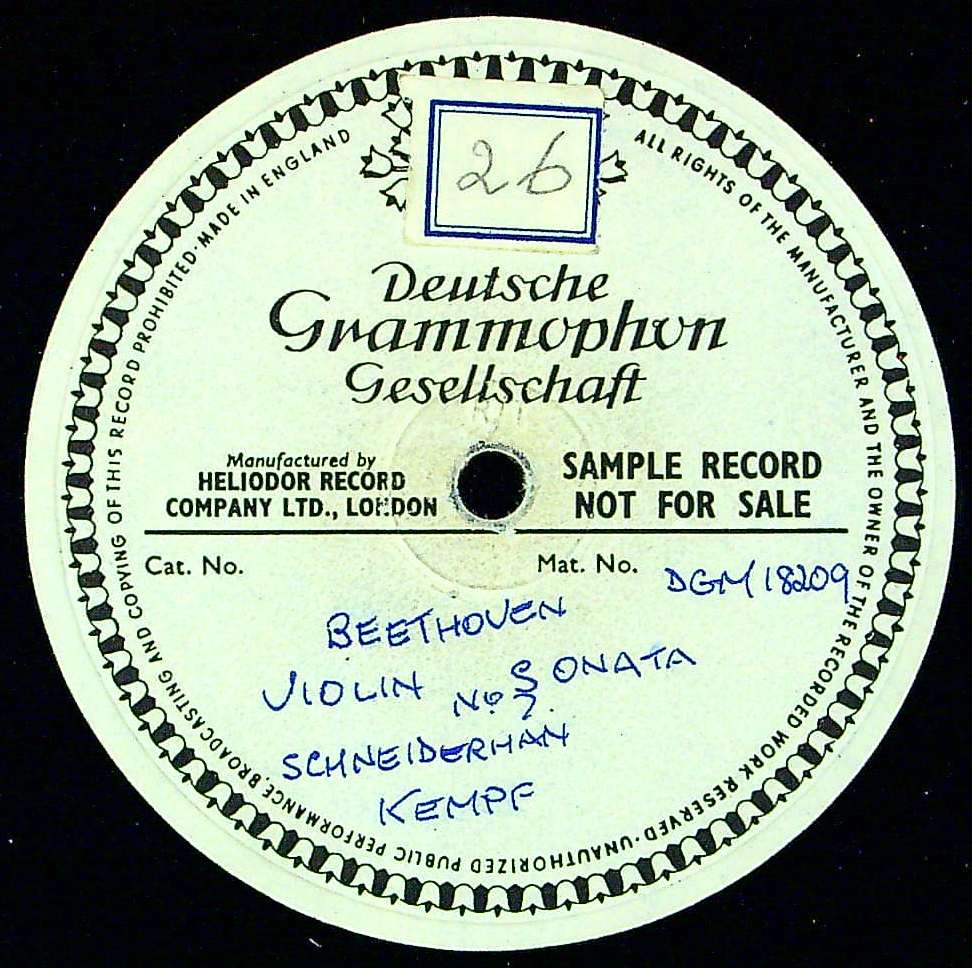 26
Deutsche
Grammophon
Gesellschaft
Manufactured by
HELIODOR RECORD
COMPANY LTD., LONDON
SAMPLE RECORD
NOT FOR SALE
Cat. No.
Mat. No. DGM 18209
BEETHOVEN
VIOLIN SONATA
No 7
SCHNEIDERHAN
KEMPF
ALL RIGHTS OF THE MANUFACTURER AND THE OWNER OF THE RECORDED WORK RESERVED·UNAUTHORIZED PUBLIC PERFORMANCE, BROADCASTING AND COPYING OF THIS RECORD PROHIBITED·MADE IN ENGLAND